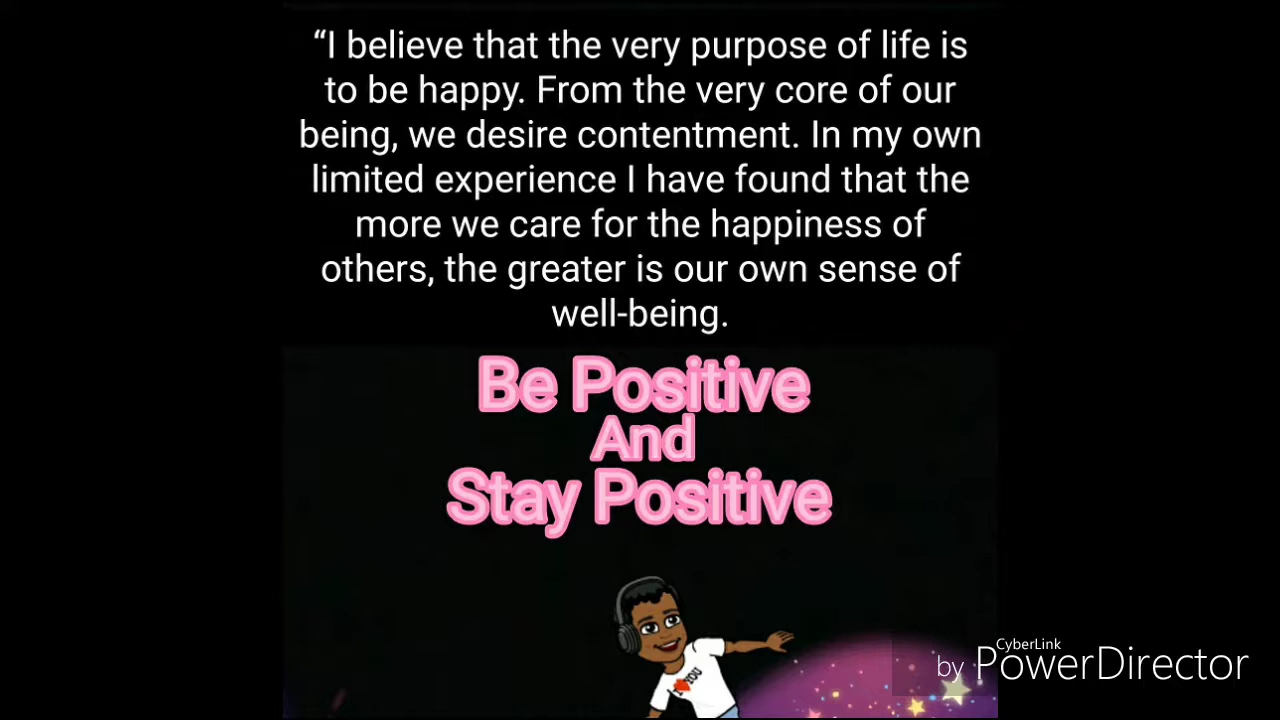 “I believe that the very purpose of life is
to be happy. From the very core of our
being, we desire contentment. In my own
limited experience I have found that the
more we care for the happiness of
others, the greater is our own sense of
well-being.
Be Positive
And
Stay Positive
I YOU
CyberLink
by PowerDirector